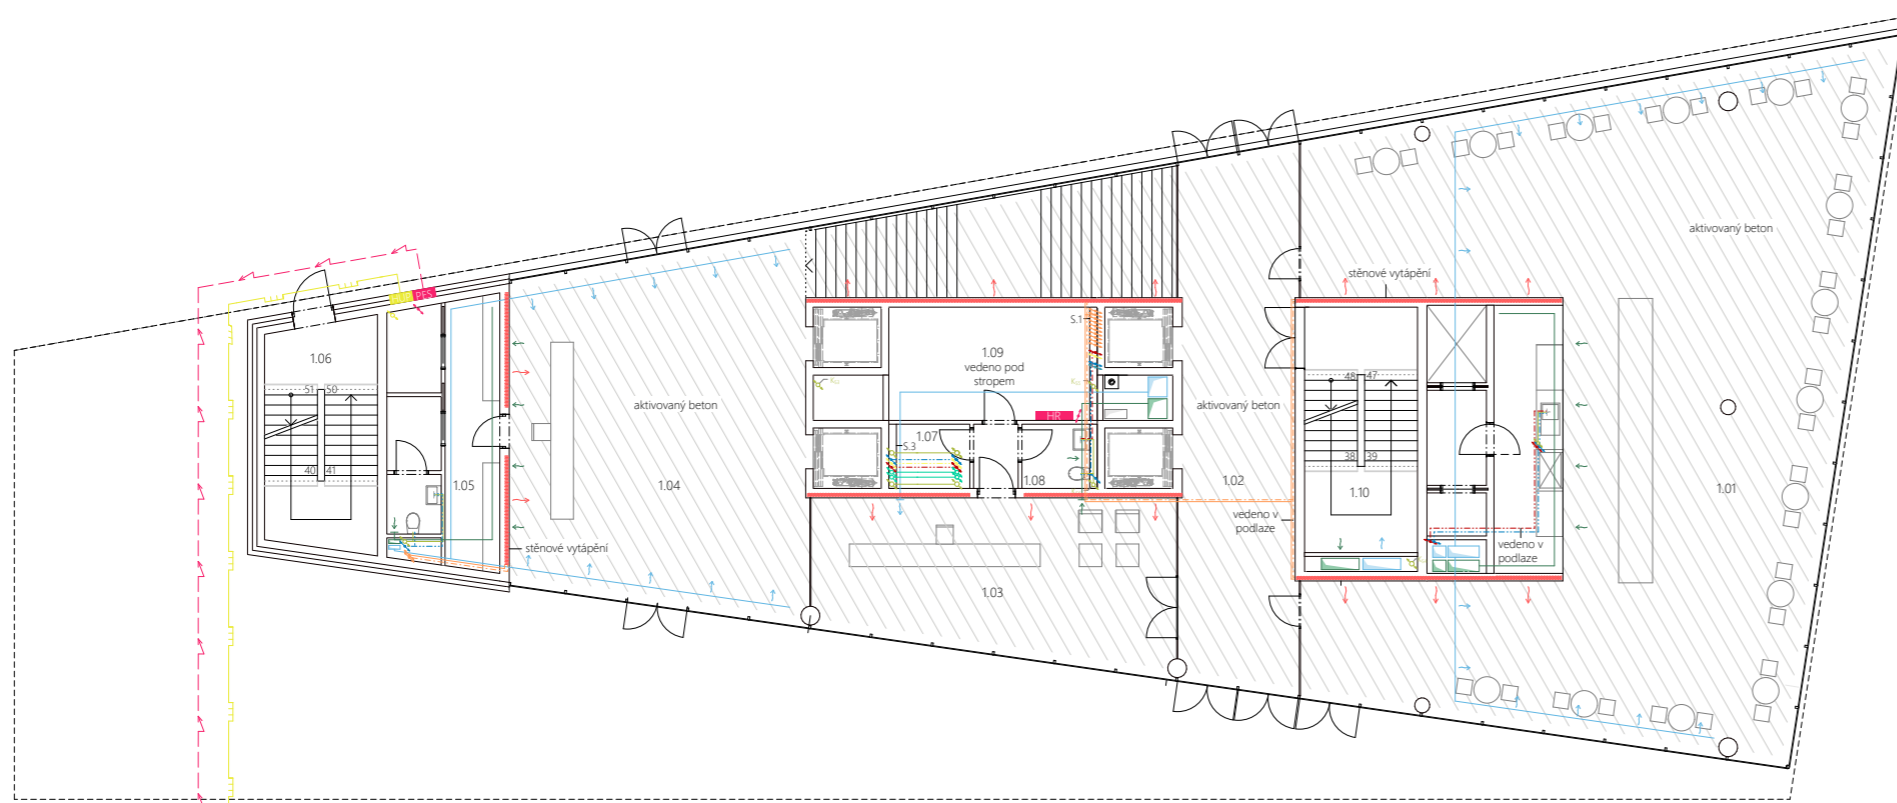 aktivovaný beton
stěnové vytápění
PES
S.1
1.06
1.09
vedeno pod
stropem
51 50
48 47
aktivovaný beton
aktivovaný beton
HR
1.07
S.3
38 39
40 41
1.05
1.04
1.08
1.02
1.10
1.01
vedeno v
podlaze
stěnové vytápění
vedeno v
podlaze
1.03